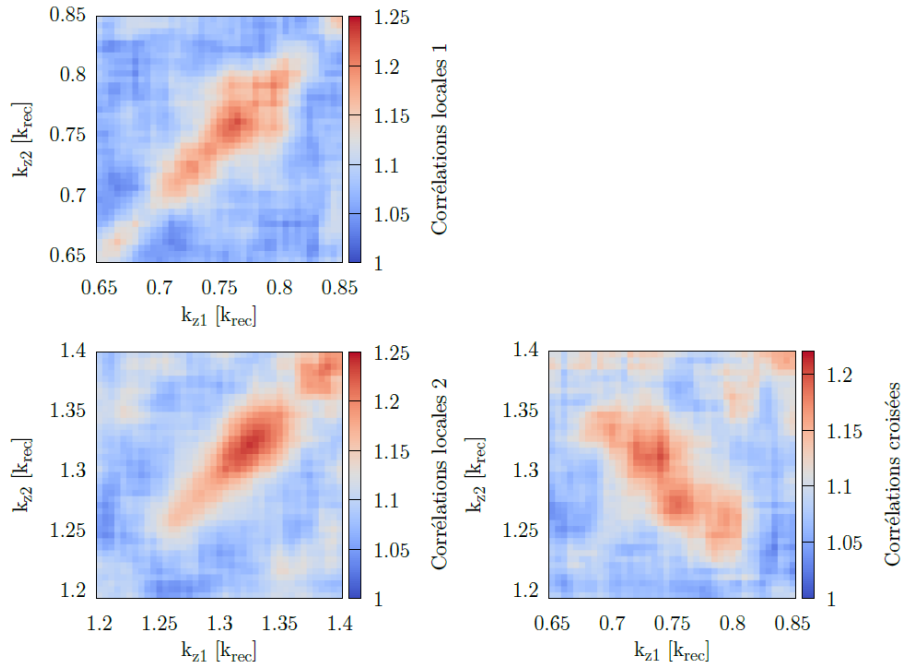 0.85
0.8
0.75
0.7
0.65
k_z2 [k_rec]
0.65 0.7 0.75 0.8 0.85
k_z1 [k_rec]
1.25
1.2
1.15
1.1
1.05
1
Corrélations locales 1
1.4
1.35
1.3
1.25
1.2
k_z2 [k_rec]
1.2 1.25 1.3 1.35 1.4
k_z1 [k_rec]
1.25
1.2
1.15
1.1
1.05
1
Corrélations locales 2
1.4
1.35
1.3
1.25
1.2
k_z2 [k_rec]
0.65 0.7 0.75 0.8 0.85
k_z1 [k_rec]
1.2
1.15
1.1
1.05
1
Corrélations croisées